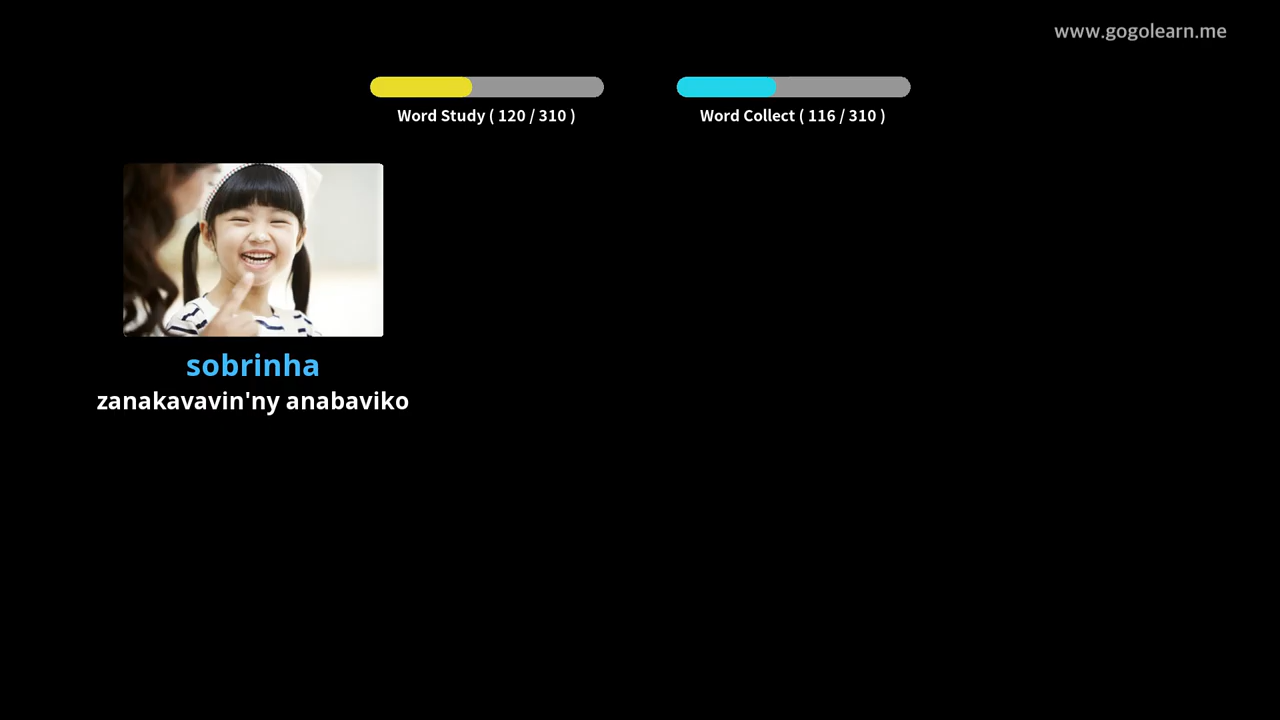 www.gogolearn.me
Word Study ( 120 / 310 )
Word Collect ( 116 / 310 )
sobrinha
zanakavavin'ny anabaviko